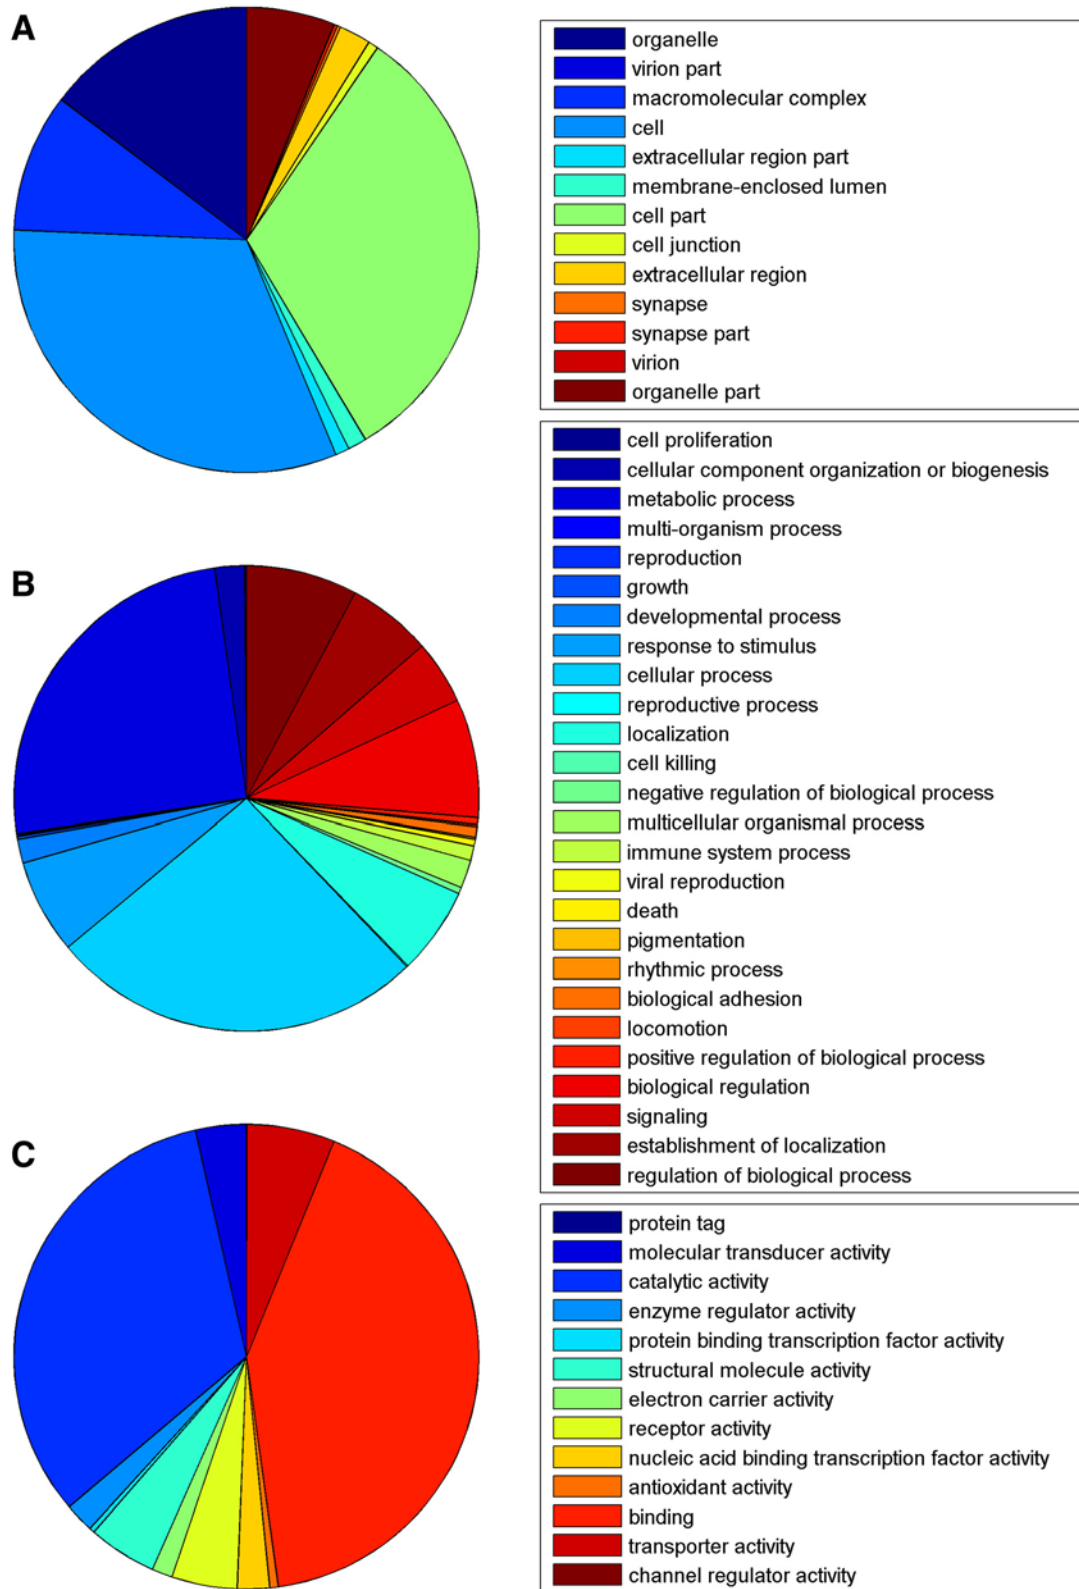 A
organelle
virion part
macromolecular complex
cell
extracellular region part
membrane-enclosed lumen
cell part
cell junction
extracellular region
synapse
synapse part
virion
organelle part
B
cell proliferation
cellular component organization or biogenesis
metabolic process
multi-organism process
reproduction
growth
developmental process
response to stimulus
cellular process
reproductive process
localization
cell killing
negative regulation of biological process
multicellular organismal process
immune system process
viral reproduction
death
pigmentation
rhythmic process
biological adhesion
locomotion
positive regulation of biological process
biological regulation
signaling
establishment of localization
regulation of biological process
C
protein tag
molecular transducer activity
catalytic activity
enzyme regulator activity
protein binding transcription factor activity
structural molecule activity
electron carrier activity
receptor activity
nucleic acid binding transcription factor activity
antioxidant activity
binding
transporter activity
channel regulator activity